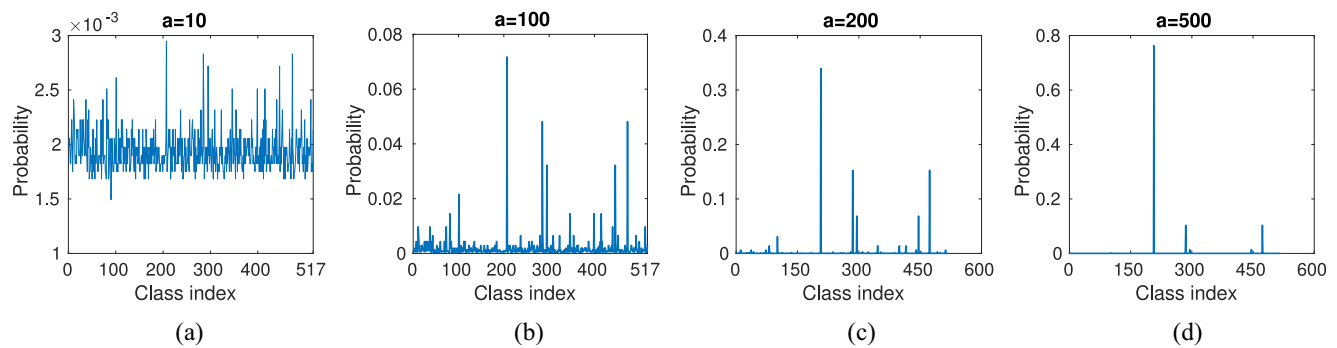 a=10
×10⁻³
3
2.5
2
1.5
1
Probability
0 100 200 300 400 517
Class index
(a)
a=100
0.08
0.06
0.04
0.02
0
Probability
0 100 200 300 400 517
Class index
(b)
a=200
0.4
0.3
0.2
0.1
0
Probability
0 150 300 450 600
Class index
(c)
a=500
0.8
0.6
0.4
0.2
0
Probability
0 150 300 450 600
Class index
(d)